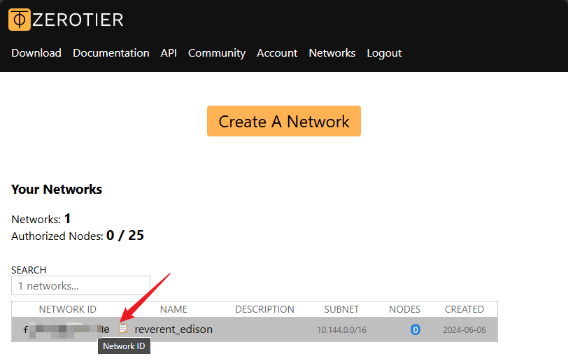 ZEROTIER
Download Documentation API Community Account Networks Logout
Create A Network
Your Networks
Networks: 1
Authorized Nodes: 0 / 25
SEARCH
1 networks...
NETWORK ID NAME DESCRIPTION SUBNET NODES CREATED
reverent_edison 10.144.0.0/16 0 2024-06-06
Network ID